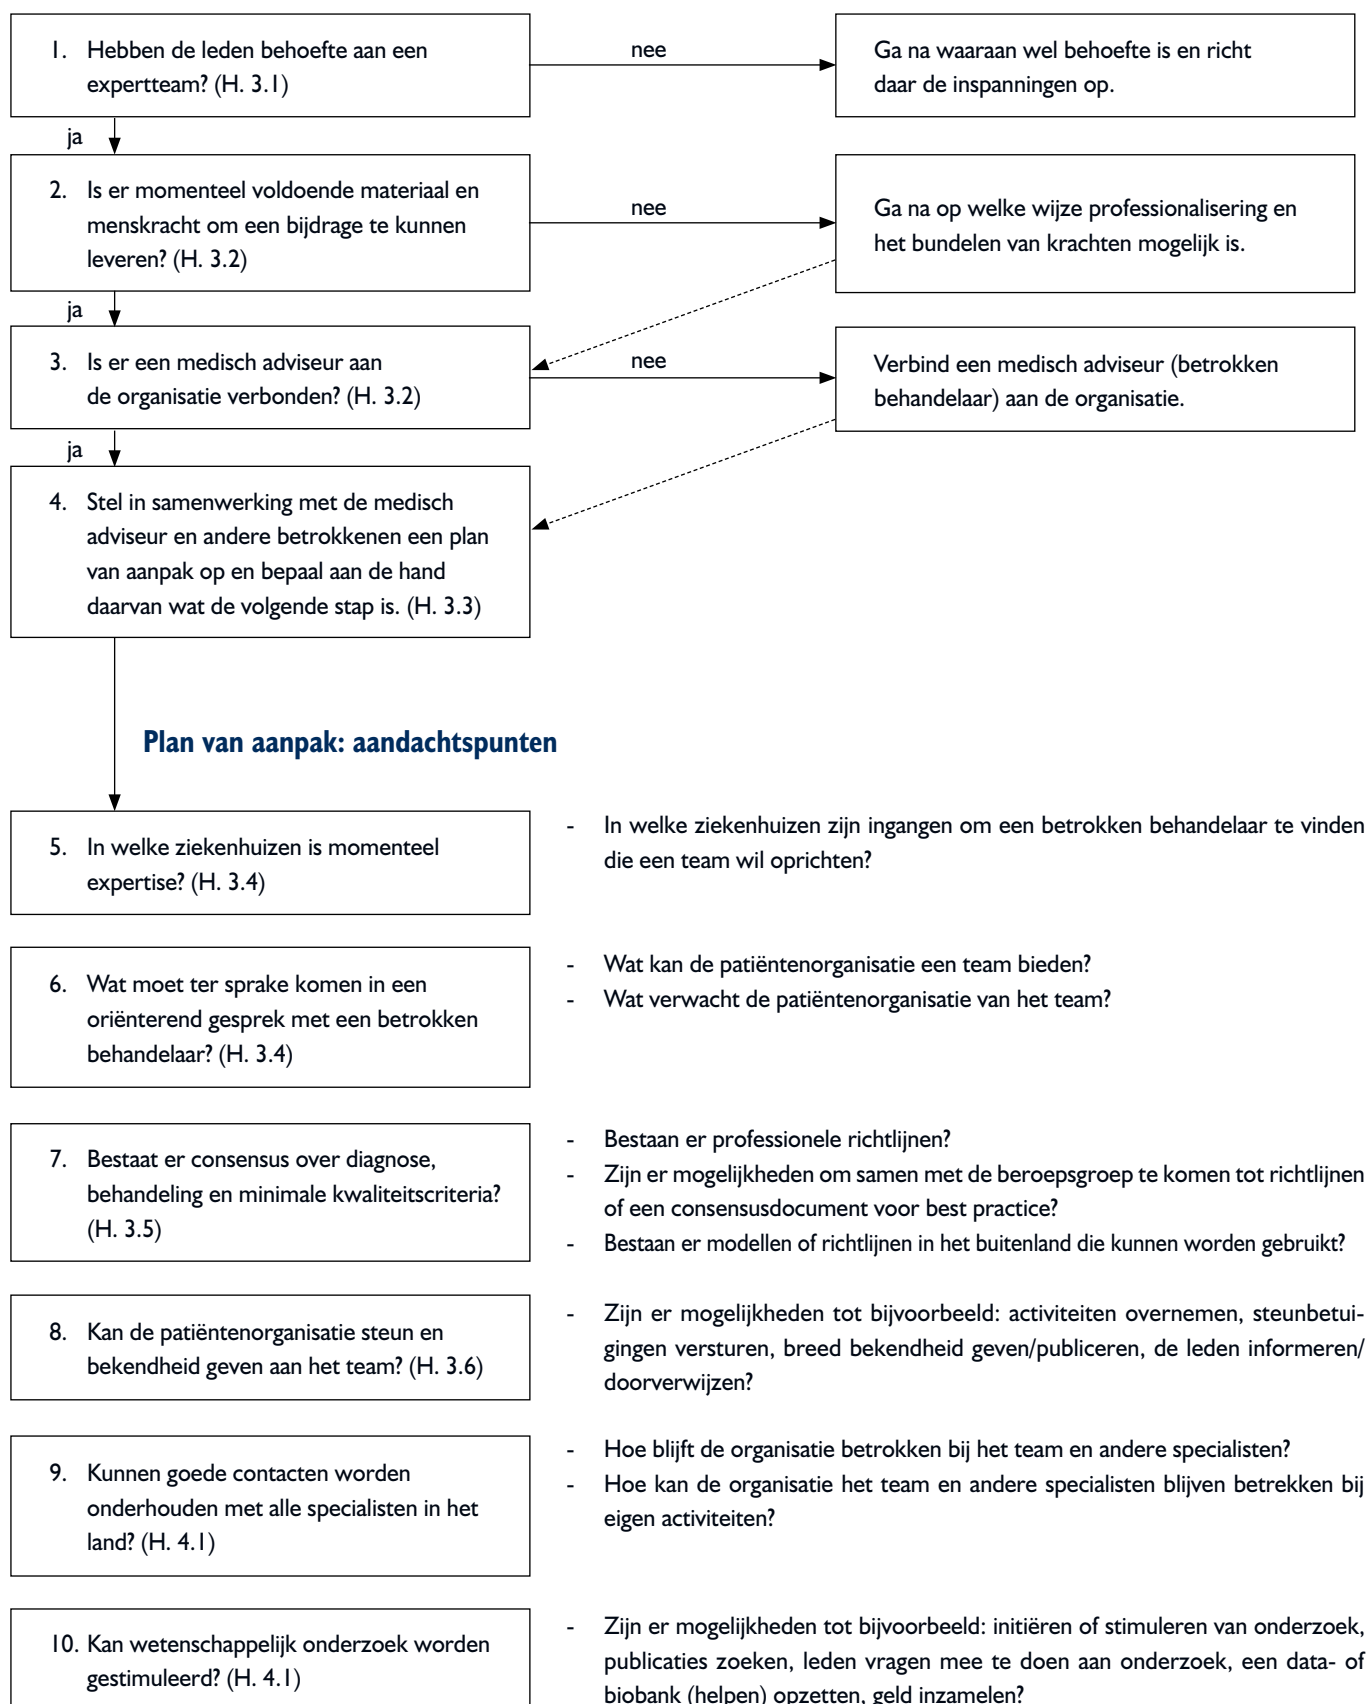 1. Hebben de leden behoefte aan een
expertteam? (H. 3.1)
nee
Ga na waaraan wel behoefte is en richt
daar de inspanningen op.
ja
2. Is er momenteel voldoende materiaal en
menskracht om een bijdrage te kunnen
leveren? (H. 3.2)
nee
Ga na op welke wijze professionalisering en
het bundelen van krachten mogelijk is.
ja
3. Is er een medisch adviseur aan
de organisatie verbonden? (H. 3.2)
nee
Verbind een medisch adviseur (betrokken
behandelaar) aan de organisatie.
ja
4. Stel in samenwerking met de medisch
adviseur en andere betrokkenen een plan
van aanpak op en bepaal aan de hand
daarvan wat de volgende stap is. (H. 3.3)
Plan van aanpak: aandachtspunten
5. In welke ziekenhuizen is momenteel
expertise? (H. 3.4)
- In welke ziekenhuizen zijn ingangen om een betrokken behandelaar te vinden
die een team wil oprichten?
6. Wat moet ter sprake komen in een
oriënterend gesprek met een betrokken
behandelaar? (H. 3.4)
- Wat kan de patiëntenorganisatie een team bieden?
- Wat verwacht de patiëntenorganisatie van het team?
7. Bestaat er consensus over diagnose,
behandeling en minimale kwaliteitscriteria?
(H. 3.5)
- Bestaan er professionele richtlijnen?
- Zijn er mogelijkheden om samen met de beroepsgroep te komen tot richtlijnen
of een consensusdocument voor best practice?
- Bestaan er modellen of richtlijnen in het buitenland die kunnen worden gebruikt?
8. Kan de patiëntenorganisatie steun en
bekendheid geven aan het team? (H. 3.6)
- Zijn er mogelijkheden tot bijvoorbeeld: activiteiten overnemen, steunbetui-
gingen versturen, breed bekendheid geven/publiceren, de leden informeren/
doorverwijzen?
9. Kunnen goede contacten worden
onderhouden met alle specialisten in het
land? (H. 4.1)
- Hoe blijft de organisatie betrokken bij het team en andere specialisten?
- Hoe kan de organisatie het team en andere specialisten blijven betrekken bij
eigen activiteiten?
10. Kan wetenschappelijk onderzoek worden
gestimuleerd? (H. 4.1)
- Zijn er mogelijkheden tot bijvoorbeeld: initiëren of stimuleren van onderzoek,
publicaties zoeken, leden vragen mee te doen aan onderzoek, een data- of
biobank (helpen) opzetten, geld inzamelen?